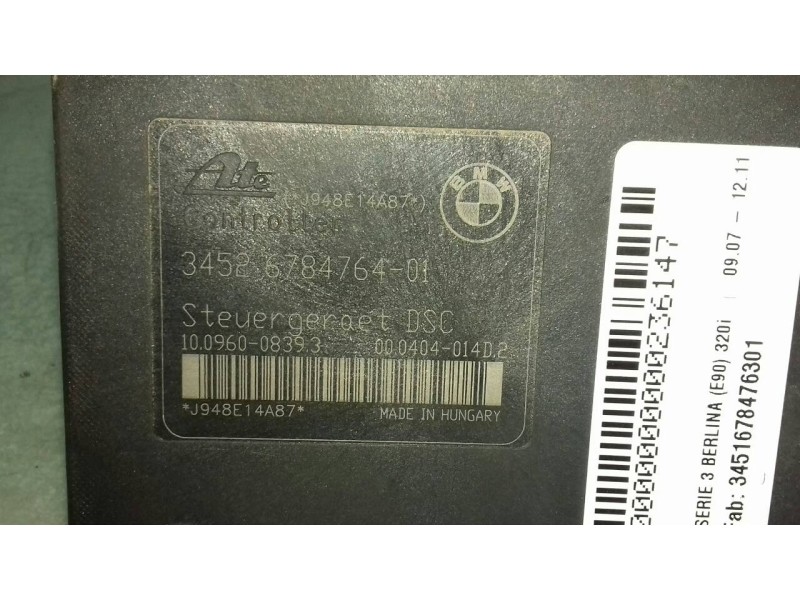 Ate
(J948E14A87*)
BMW
Controller
3452 6784764-01
Steuergeraet DSC
10.0960-0839.3
00.0404-014D.2
*J948E14A87*
MADE IN HUNGARY
000000000000236147
SERIE 3 BERLINA (E90) 320i | 09.07 - 12.11
Fab: 3451678476301